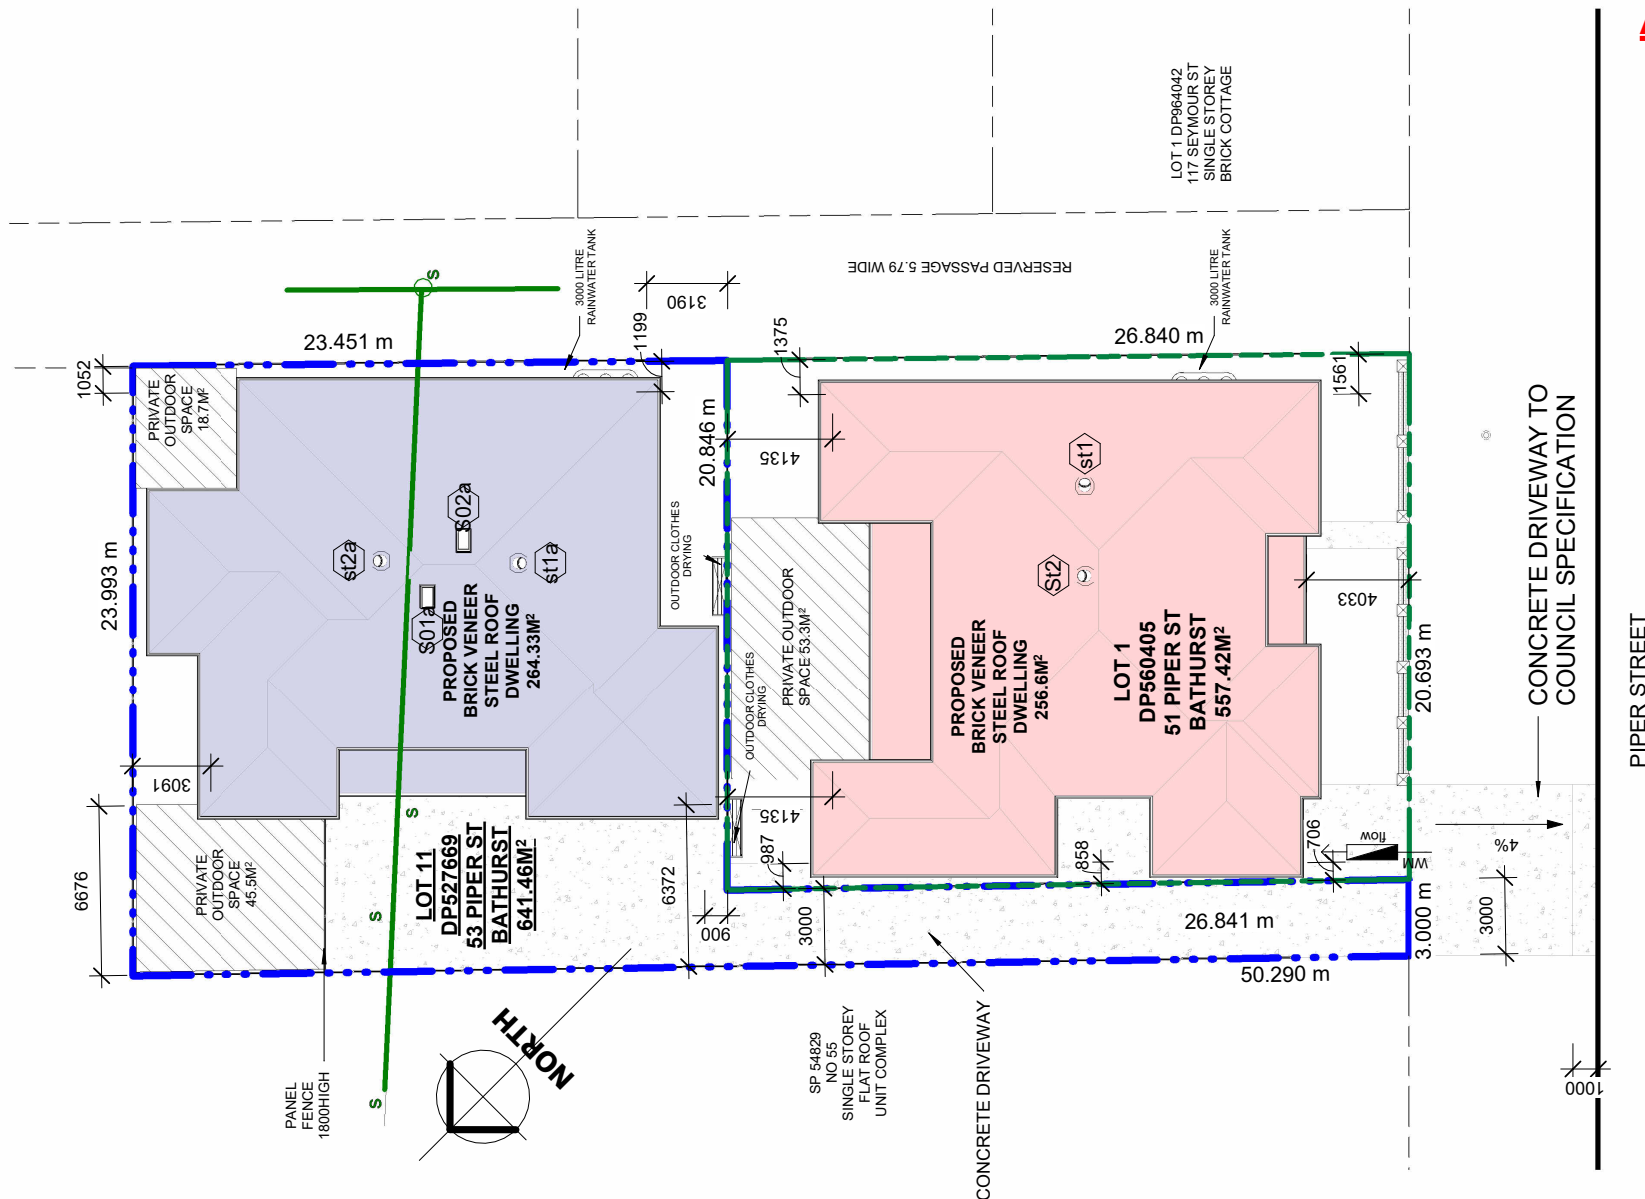 LOT 1 DP964042
117 SEYMOUR ST
SINGLE STOREY
BRICK COTTAGE
RESERVED PASSAGE 5.79 WIDE
3000 LITRE
RAINWATER TANK
3000 LITRE
RAINWATER TANK
S
23.451 m
1199
3190
1375
26.840 m
1561
1052
PRIVATE
OUTDOOR
SPACE
18.7M²
23.993 m
20.846 m
4135
st1
st2a
S02a
st1a
S01a
St2
OUTDOOR CLOTHES
DRYING
PROPOSED
BRICK VENEER
STEEL ROOF
DWELLING
264.33M²
PRIVATE OUTDOOR
SPACE 53.3M²
OUTDOOR CLOTHES
DRYING
PROPOSED
BRICK VENEER
STEEL ROOF
DWELLING
256.6M²
LOT 1
DP560405
51 PIPER ST
BATHURST
557.42M²
4033
20.693 m
CONCRETE DRIVEWAY TO
COUNCIL SPECIFICATION
PIPER STREET
3091
6676
PRIVATE
OUTDOOR
SPACE
45.5M²
S
S
LOT 11
DP527669
53 PIPER ST
BATHURST
641.46M²
6372
4135
987
858
706
flow
WM
4%
900
3000
26.841 m
3.000 m
3000
50.290 m
NORTH
S
PANEL
FENCE
1800HIGH
SP 54829
NO 55
SINGLE STOREY
FLAT ROOF
UNIT COMPLEX
CONCRETE DRIVEWAY
1000